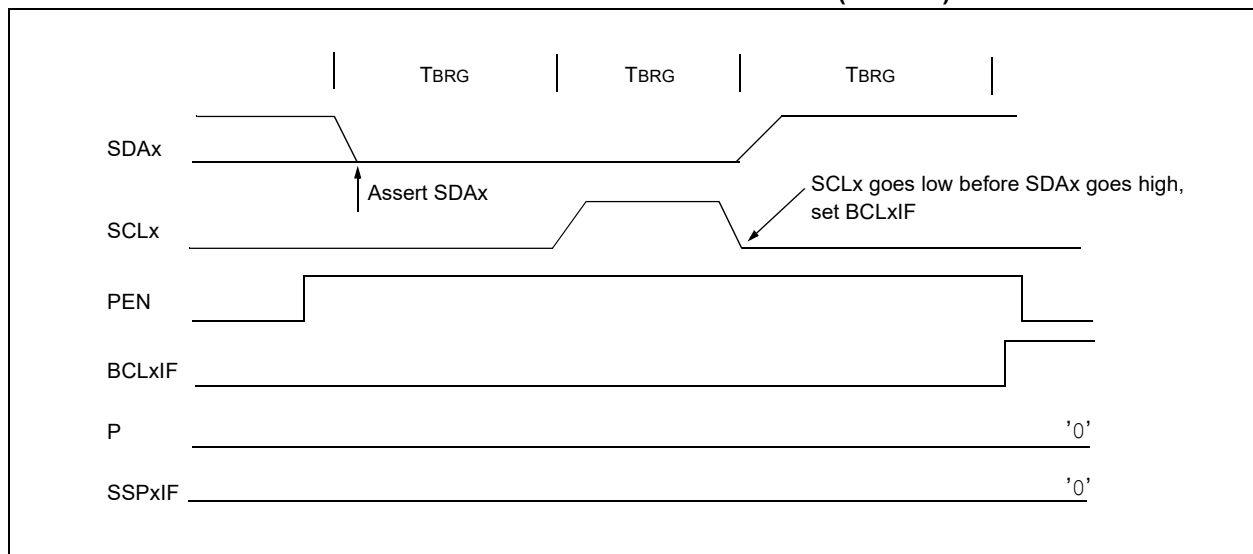 TBRG TBRG TBRG
SDAx
Assert SDAx
SCLx goes low before SDAx goes high,
set BCLxIF
SCLx
PEN
BCLxIF
P
'0'
SSPxIF
'0'